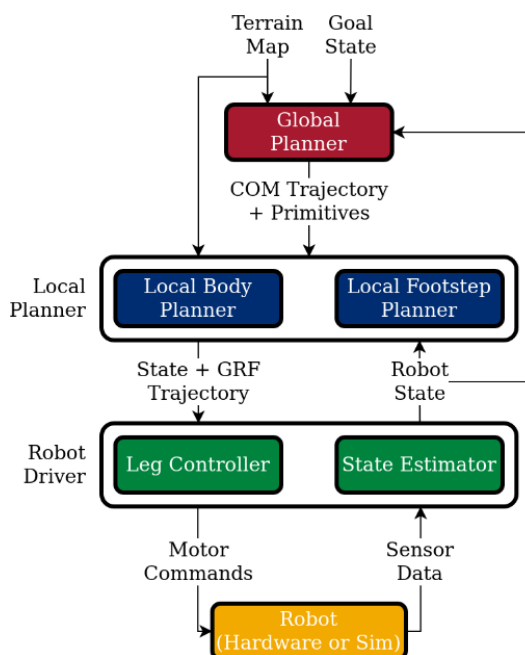 Terrain
Map
Goal
State
Global
Planner
COM Trajectory
+ Primitives
Local
Planner
Local Body
Planner
Local Footstep
Planner
State + GRF
Trajectory
Robot
State
Robot
Driver
Leg Controller
State Estimator
Motor
Commands
Sensor
Data
Robot
(Hardware or Sim)